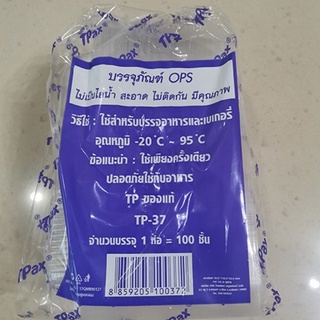 TPax
TPax
บรรจุภัณฑ์ OPS
ไม่เป็นไอน้ำ สะอาด ไม่ติดกัน มีคุณภาพ
วิธีใช้ : ใช้สำหรับบรรจุอาหารและเบเกอรี่
อุณหภูมิ -20°C ~ 95°C
ข้อแนะนำ : ใช้เพียงครั้งเดียว
ปลอดภัยใช้กับอาหาร
TP ของแท้
TP-37
จำนวนบรรจุ 1 ห่อ = 100 ชิ้น
8 859205 100372
TPax